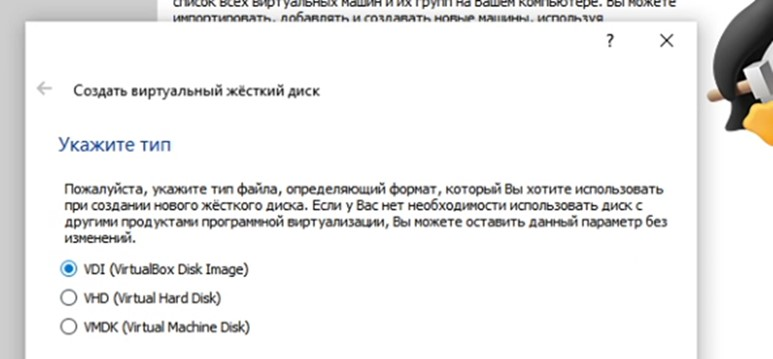 список всех виртуальных машин и их групп на Вашем компьютере. Вы можете
импортировать, добавлять и создавать новые машины, используя
?
Создать виртуальный жёсткий диск
Укажите тип
Пожалуйста, укажите тип файла, определяющий формат, который Вы хотите использовать
при создании нового жёсткого диска. Если у Вас нет необходимости использовать диск с
другими продуктами программной виртуализации, Вы можете оставить данный параметр без
изменений.
VDI (VirtualBox Disk Image)
VHD (Virtual Hard Disk)
VMDK (Virtual Machine Disk)